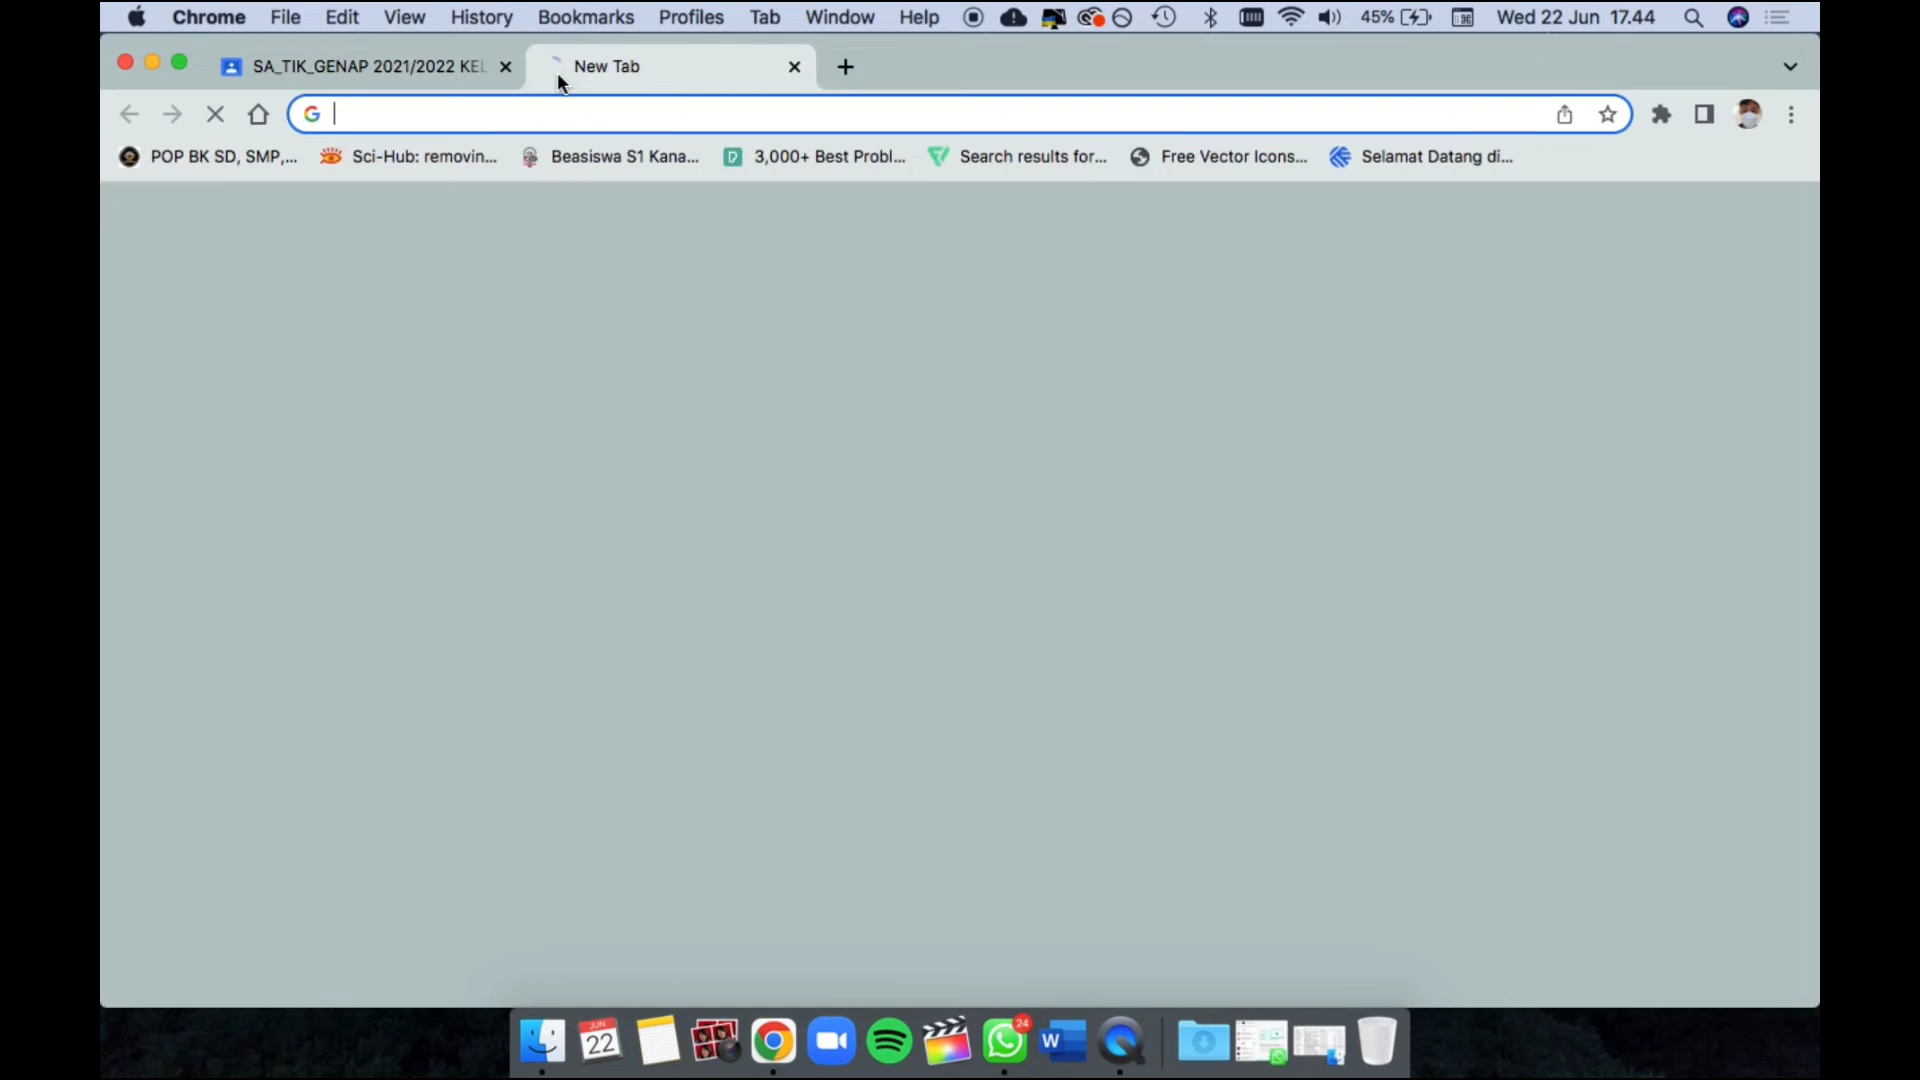 Chrome File Edit View History Bookmarks Profiles Tab Window Help 45% Wed 22 Jun 17.44
SA_TIK_GENAP 2021/2022 KEL New Tab
POP BK SD, SMP,... Sci-Hub: removin... Beasiswa S1 Kana... 3,000+ Best Probl... Search results for... Free Vector Icons... Selamat Datang di...
JUN 22 24 W